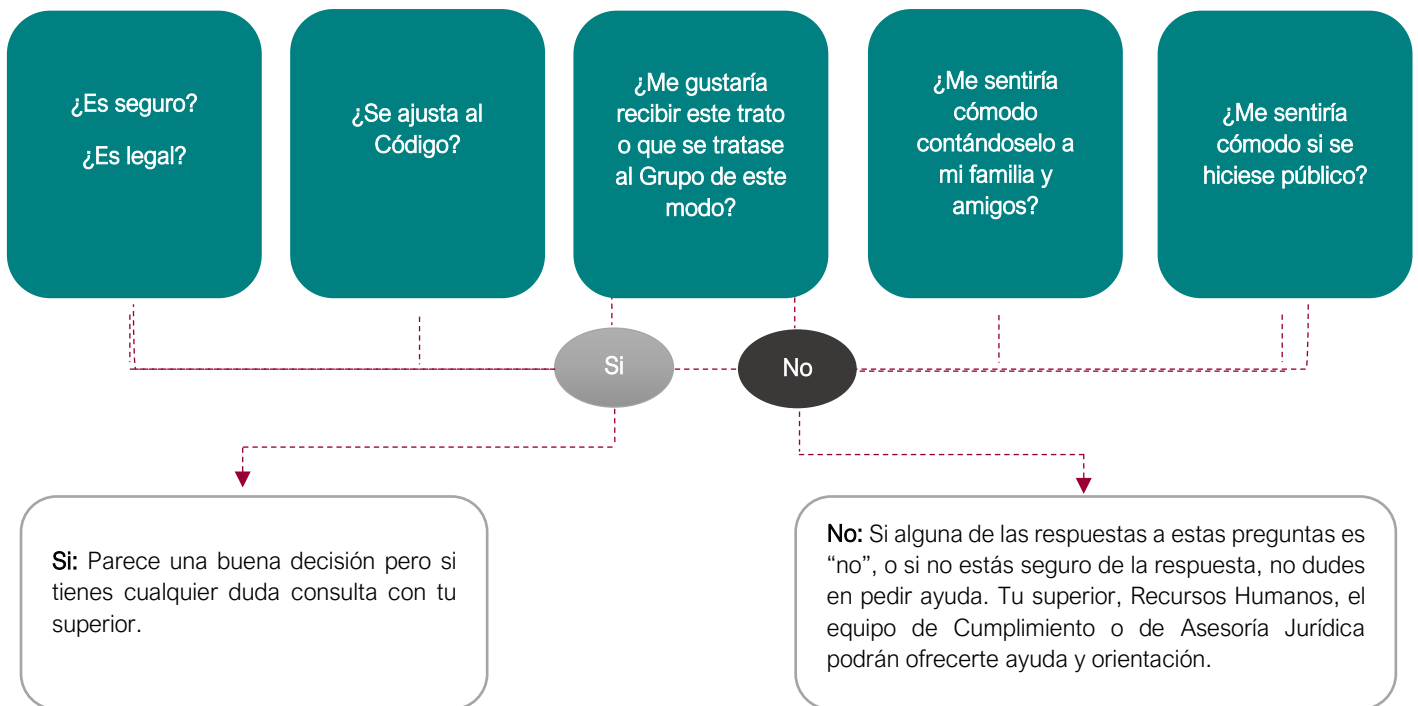 ¿Es seguro?
¿Es legal?
¿Se ajusta al
Código?
¿Me gustaría
recibir este trato
o que se tratase
al Grupo de este
modo?
¿Me sentiría
cómodo
contándoselo a
mi familia y
amigos?
¿Me sentiría
cómodo si se
hiciese público?
Si
No
Si: Parece una buena decisión pero si
tienes cualquier duda consulta con tu
superior.
No: Si alguna de las respuestas a estas preguntas es
“no”, o si no estás seguro de la respuesta, no dudes
en pedir ayuda. Tu superior, Recursos Humanos, el
equipo de Cumplimiento o de Asesoría Jurídica
podrán ofrecerte ayuda y orientación.